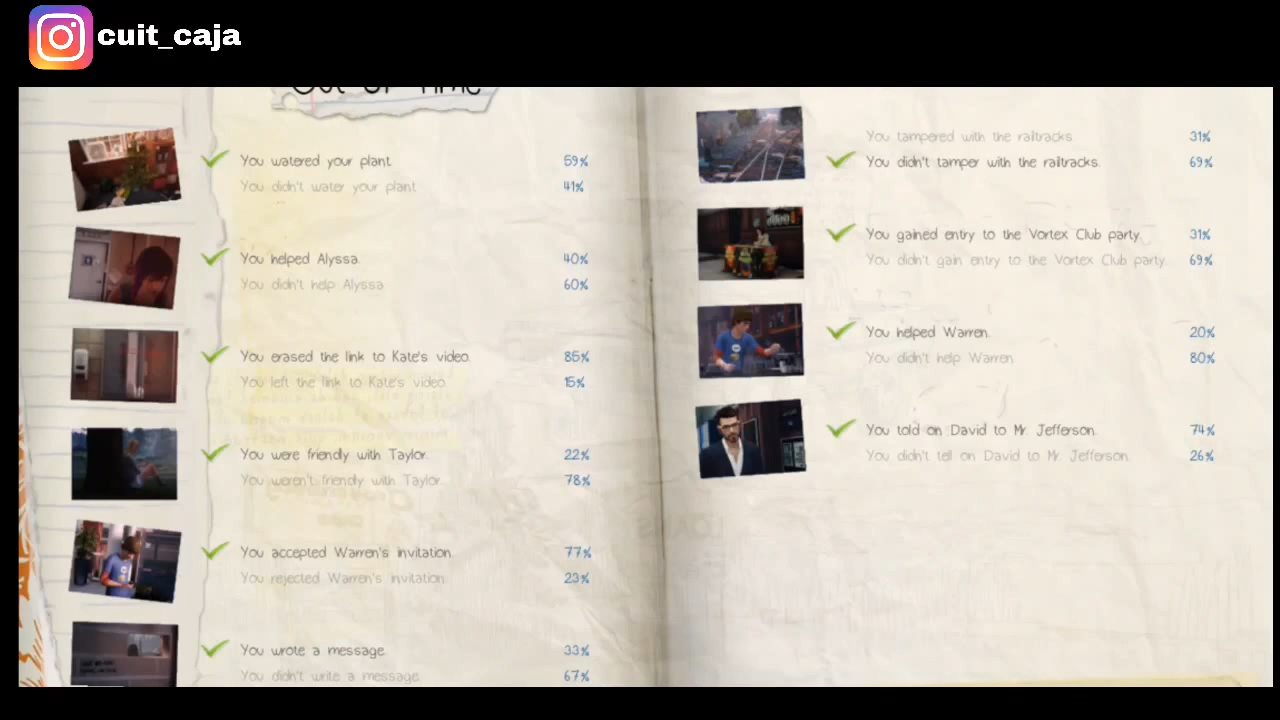 cuit_caja
Out of Time
You watered your plant. 59%
You didn't water your plant. 41%
You helped Alyssa. 40%
You didn't help Alyssa. 60%
You erased the link to Kate's video. 85%
You left the link to Kate's video. 15%
You were friendly with Taylor. 22%
You weren't friendly with Taylor. 78%
You accepted Warren's invitation. 77%
You rejected Warren's invitation. 23%
You wrote a message. 33%
You didn't write a message. 67%
You tampered with the railtracks. 31%
You didn't tamper with the railtracks. 69%
You gained entry to the Vortex Club party. 31%
You didn't gain entry to the Vortex Club party. 69%
You helped Warren. 20%
You didn't help Warren. 80%
You told on David to Mr. Jefferson. 74%
You didn't tell on David to Mr. Jefferson. 26%